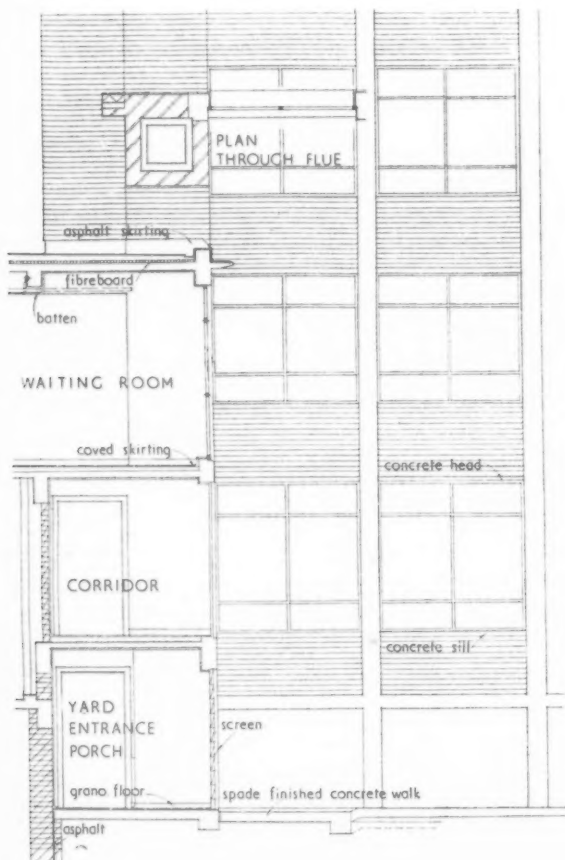 PLAN
THROUGH FLUE
asphalt skirting
fibreboard
batten
WAITING ROOM
coved skirting
concrete head
CORRIDOR
concrete sill
YARD
ENTRANCE
PORCH
screen
grano floor
spade finished concrete walk
asphalt